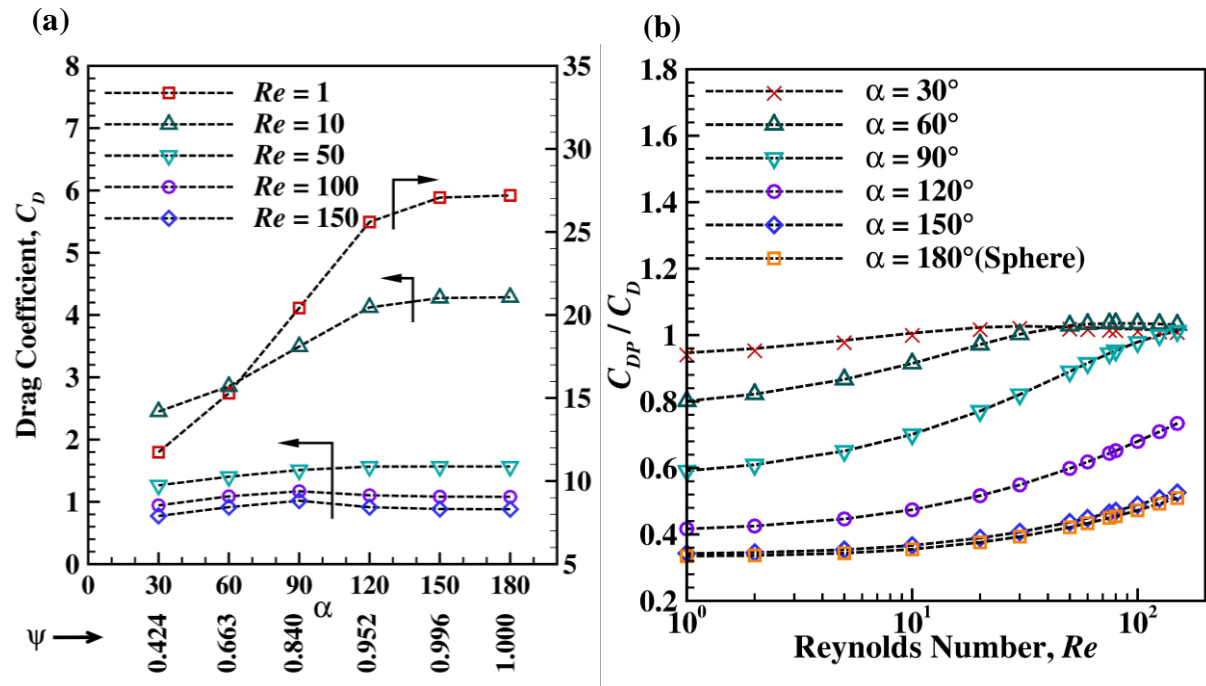 (a)
Drag Coefficient, C_D
8
7
6
5
4
3
2
1
0
Re = 1
Re = 10
Re = 50
Re = 100
Re = 150
35
30
25
20
15
10
5
0 30 60 90 120 150 180
α
ψ
0.424 0.663 0.840 0.952 0.996 1.000
(b)
C_DP / C_D
1.8
1.6
1.4
1.2
1
0.8
0.6
0.4
0.2
α = 30°
α = 60°
α = 90°
α = 120°
α = 150°
α = 180°(Sphere)
10⁰ 10¹ 10²
Reynolds Number, Re